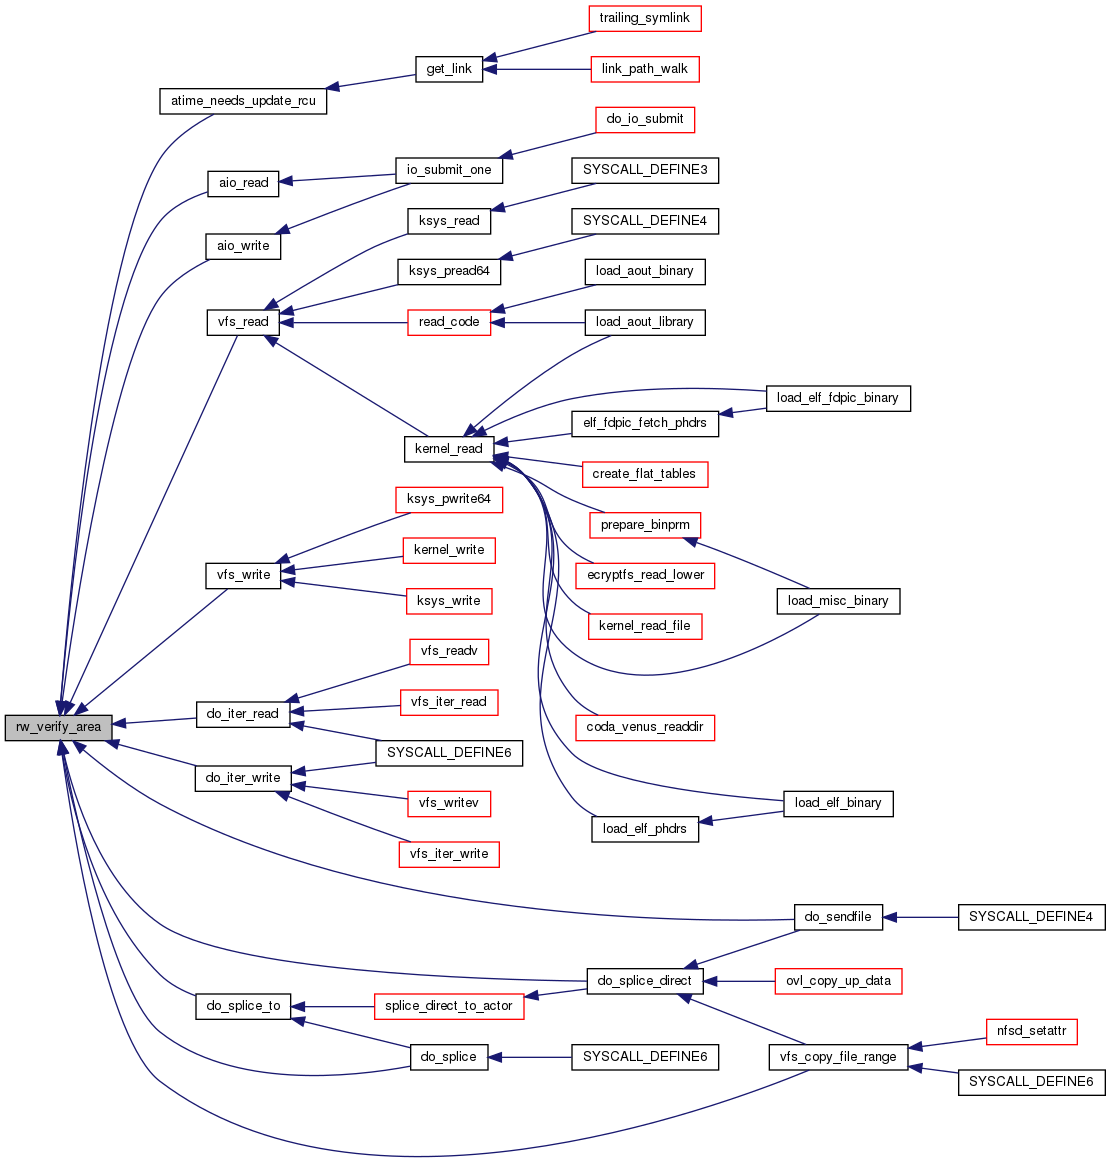 trailing_symlink
get_link
link_path_walk
atime_needs_update_rcu
do_io_submit
io_submit_one
SYSCALL_DEFINE3
aio_read
ksys_read
SYSCALL_DEFINE4
aio_write
ksys_pread64
load_aout_binary
vfs_read
read_code
load_aout_library
load_elf_fdpic_binary
elf_fdpic_fetch_phdrs
kernel_read
create_flat_tables
ksys_pwrite64
prepare_binprm
kernel_write
vfs_write
ecryptfs_read_lower
ksys_write
load_misc_binary
kernel_read_file
vfs_readv
vfs_iter_read
do_iter_read
rw_verify_area
coda_venus_readdir
SYSCALL_DEFINE6
do_iter_write
vfs_writev
load_elf_binary
load_elf_phdrs
vfs_iter_write
do_sendfile
SYSCALL_DEFINE4
do_splice_direct
ovl_copy_up_data
do_splice_to
splice_direct_to_actor
nfsd_setattr
do_splice
SYSCALL_DEFINE6
vfs_copy_file_range
SYSCALL_DEFINE6